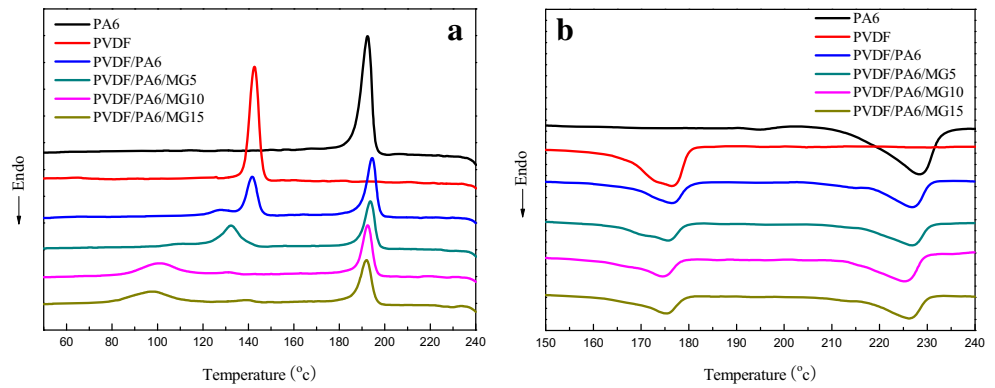 a
PA6
PVDF
PVDF/PA6
PVDF/PA6/MG5
PVDF/PA6/MG10
PVDF/PA6/MG15
Endo
60 80 100 120 140 160 180 200 220 240
Temperature (°c)
b
PA6
PVDF
PVDF/PA6
PVDF/PA6/MG5
PVDF/PA6/MG10
PVDF/PA6/MG15
Endo
150 160 170 180 190 200 210 220 230 240
Temperature (°c)